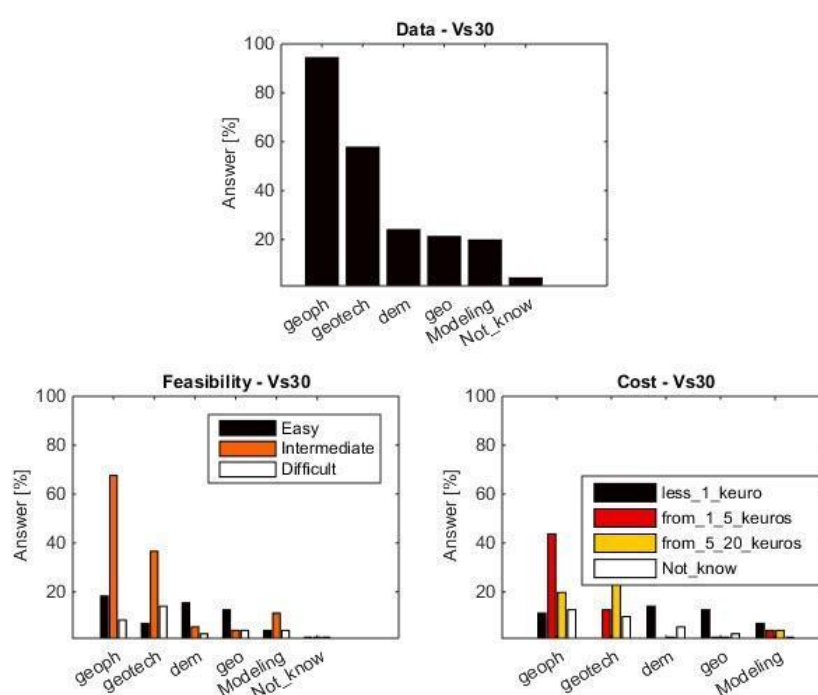 Data - Vs30
Answer [%]
100
80
60
40
20
geoph
geotech
dem
geo
Modeling
Not_know
Feasibility - Vs30
Answer [%]
100
80
60
40
20
Easy
Intermediate
Difficult
geoph
geotech
dem
geo
Modeling
Not_know
Cost - Vs30
Answer [%]
100
80
60
40
20
less_1_keuro
from_1_5_keuros
from_5_20_keuros
Not_know
geoph
geotech
dem
geo
Modeling